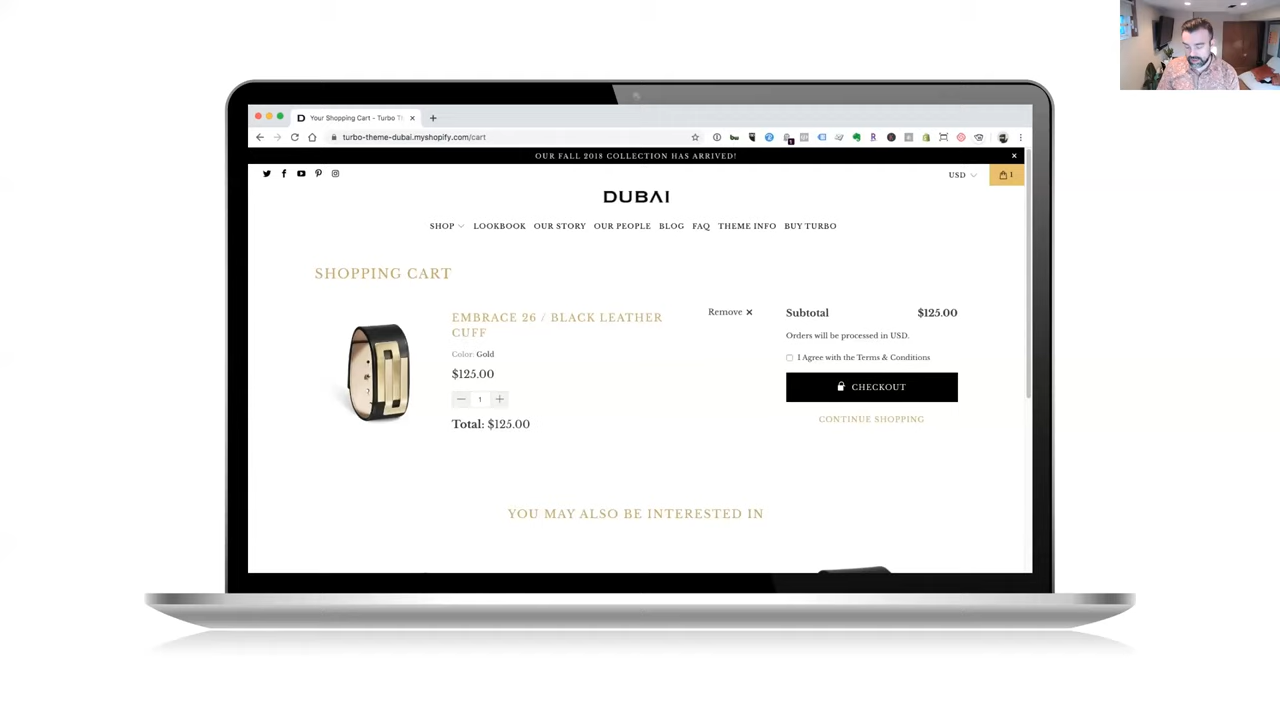 D Your Shopping Cart - Turbo Th
turbo-theme-dubai.myshopify.com/cart
OUR FALL 2018 COLLECTION HAS ARRIVED!
USD
1
DUBAI
SHOP LOOKBOOK OUR STORY OUR PEOPLE BLOG FAQ THEME INFO BUY TURBO
SHOPPING CART
EMBRACE 26 / BLACK LEATHER
CUFF
Remove
Color: Gold
$125.00
1
Total: $125.00
Subtotal $125.00
Orders will be processed in USD.
I Agree with the Terms & Conditions
CHECKOUT
CONTINUE SHOPPING
YOU MAY ALSO BE INTERESTED IN